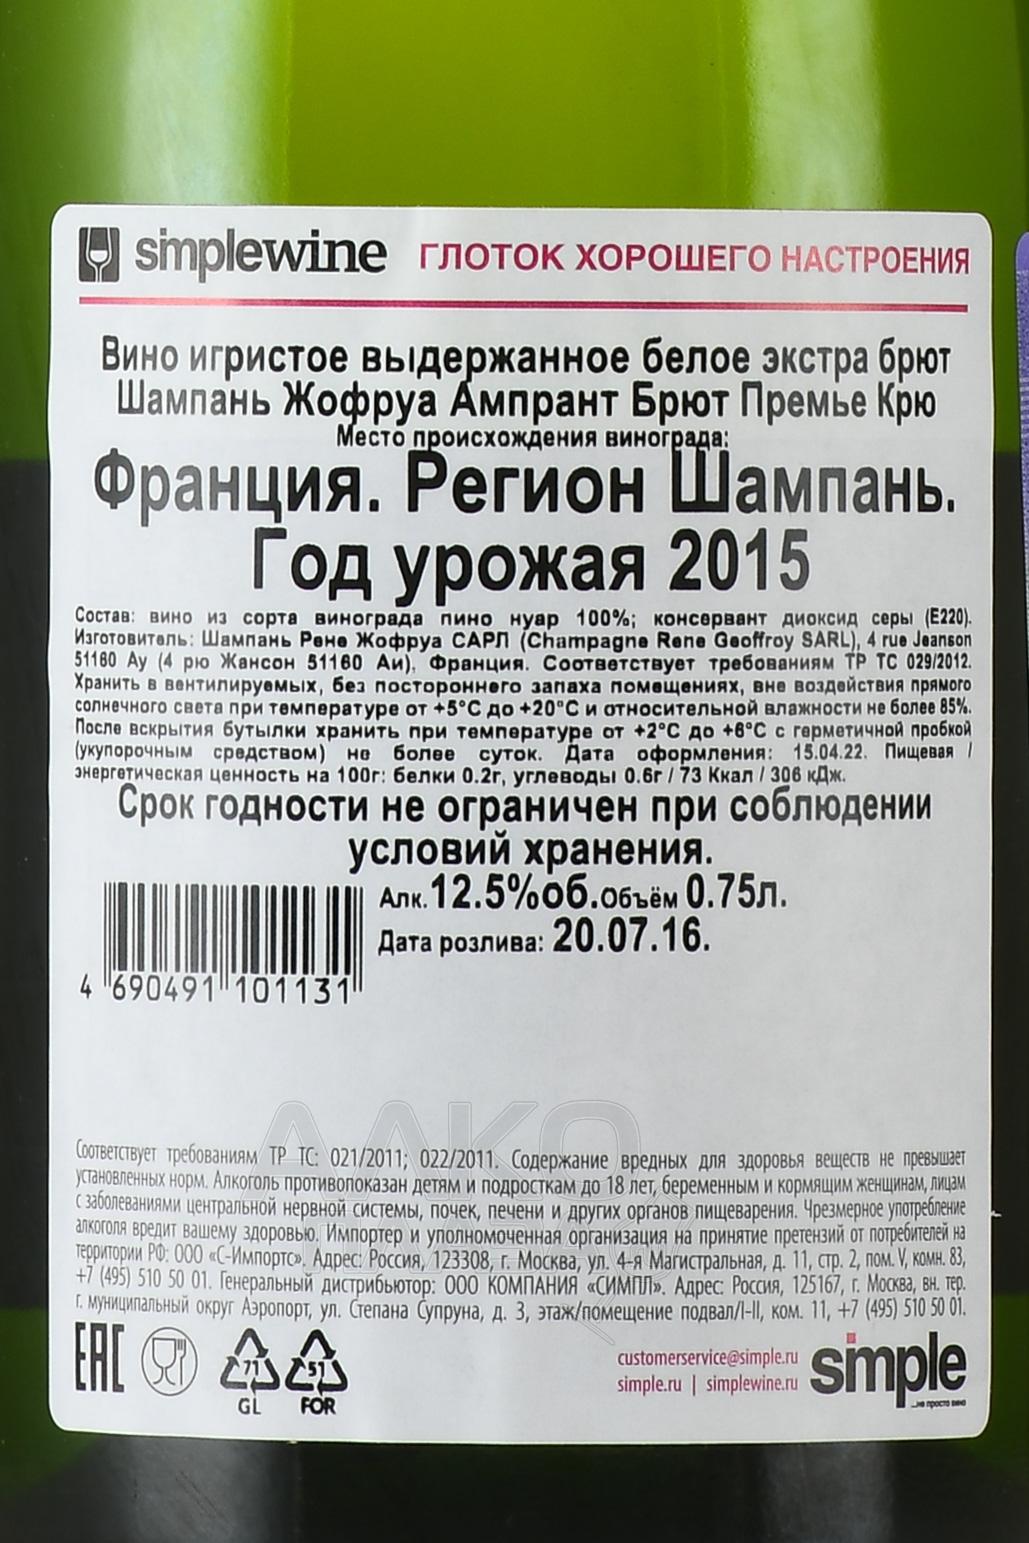 simplewine ГЛОТОК ХОРОШЕГО НАСТРОЕНИЯ
Вино игристое выдержанное белое экстра брют
Шампань Жофруа Ампрант Брют Премье Крю
Место происхождения винограда:
Франция. Регион Шампань.
Год урожая 2015
Состав: вино из сорта винограда пино нуар 100%; консервант диоксид серы (E220).
Изготовитель: Шампань Рене Жофруа САРЛ (Champagne Rene Geoffroy SARL), 4 rue Jeanson
51160 Ay (4 рю Жансон 51160 Аи), Франция. Соответствует требованиям ТР ТС 029/2012.
Хранить в вентилируемых, без постороннего запаха помещениях, вне воздействия прямого
солнечного света при температуре от +5°С до +20°С и относительной влажности не более 85%.
После вскрытия бутылки хранить при температуре от +2°С до +6°С с герметичной пробкой
(укупорочным средством) не более суток. Дата оформления: 15.04.22. Пищевая /
энергетическая ценность на 100г: белки 0.2г, углеводы 0.6г / 73 Ккал / 306 кДж.
Срок годности не ограничен при соблюдении
условий хранения.
Алк. 12.5%об. Объём 0.75л.
Дата розлива: 20.07.16.
4 690491 101131
Соответствует требованиям ТР ТС: 021/2011; 022/2011. Содержание вредных для здоровья веществ не превышает
установленных норм. Алкоголь противопоказан детям и подросткам до 18 лет, беременным и кормящим женщинам, лицам
с заболеваниями центральной нервной системы, почек, печени и других органов пищеварения. Чрезмерное употребление
алкоголя вредит вашему здоровью. Импортер и уполномоченная организация на принятие претензий от потребителей на
территории РФ: ООО «С-Импортс». Адрес: Россия, 123308, г. Москва, ул. 4-я Магистральная, д. 11, стр. 2, пом. V, комн. 83,
+7 (495) 510 50 01. Генеральный дистрибьютор: ООО КОМПАНИЯ «СИМПЛ». Адрес: Россия, 125167, г. Москва, вн. тер.
г. муниципальный округ Аэропорт, ул. Степана Супруна, д. 3, этаж/помещение подвал/I-II, ком. 11, +7 (495) 510 50 01.
EAC
71
GL
51
FOR
customerservice@simple.ru
simple.ru | simplewine.ru
simple
...не просто вино